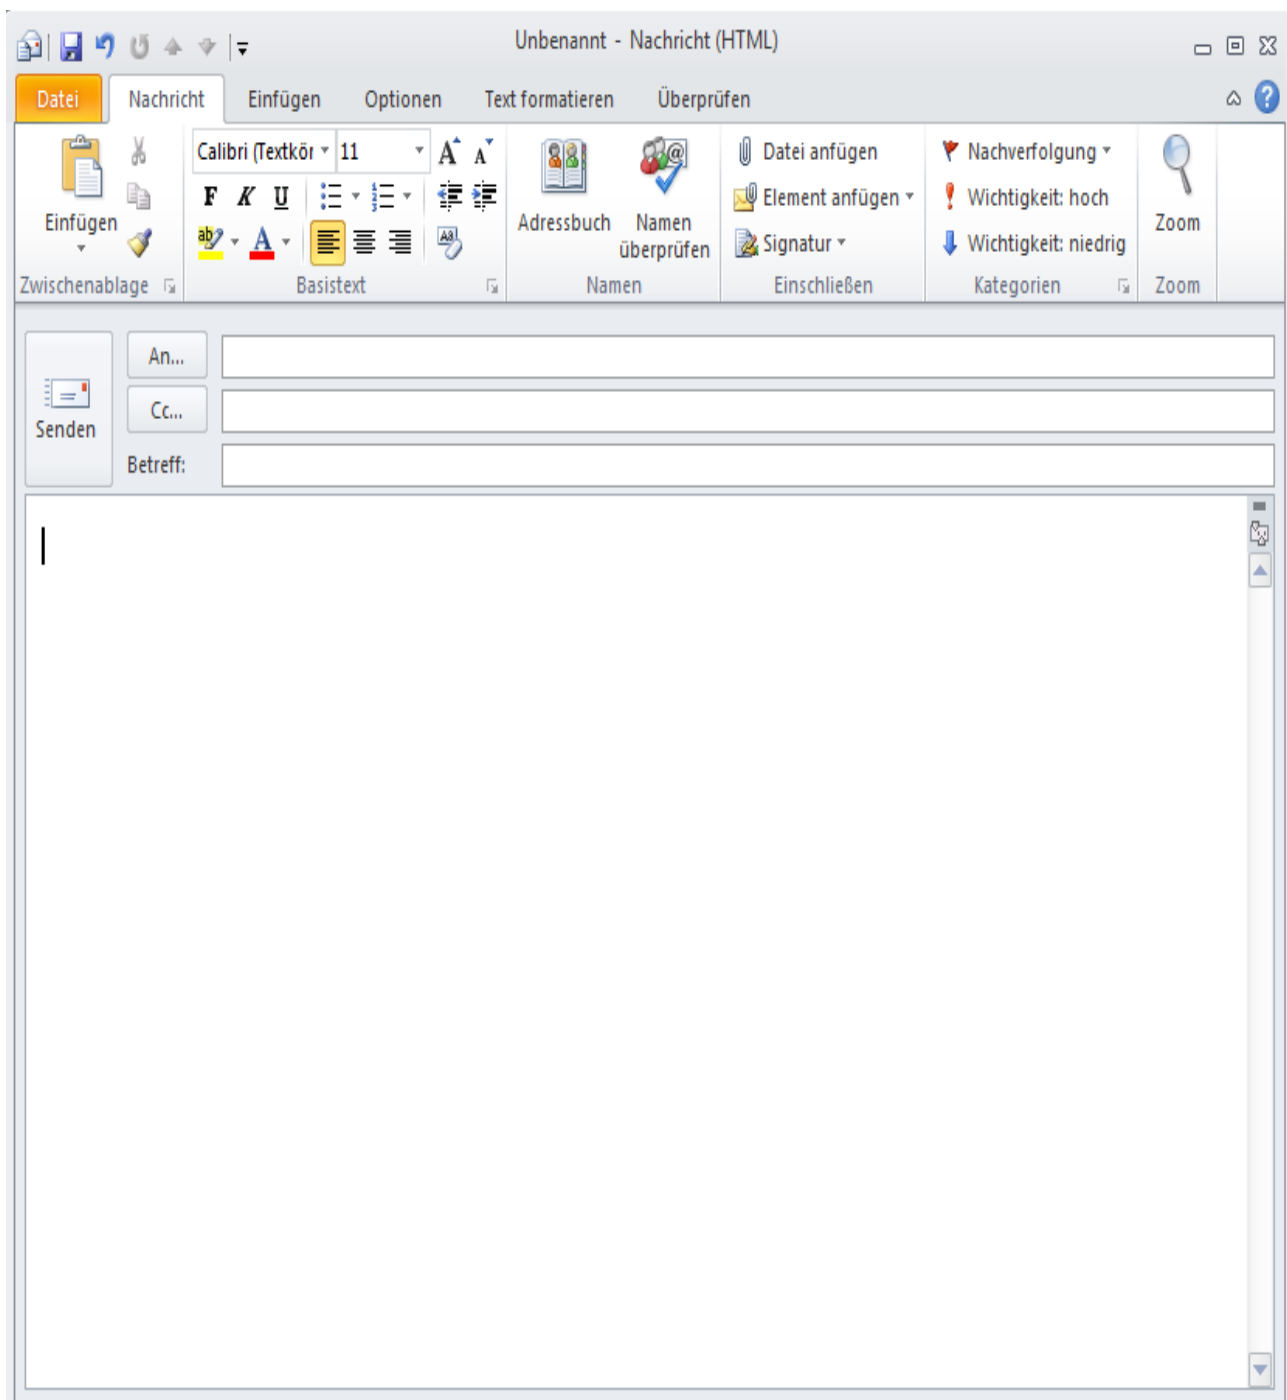 Unbenannt - Nachricht (HTML)
Datei Nachricht Einfügen Optionen Text formatieren Überprüfen
Einfügen
Zwischenablage
Calibri (Textkör 11
F K U
Basistext
Adressbuch
Namen überprüfen
Namen
Datei anfügen
Element anfügen
Signatur
Einschließen
Nachverfolgung
Wichtigkeit: hoch
Wichtigkeit: niedrig
Kategorien
Zoom
Zoom
Senden
An...
Cc...
Betreff: